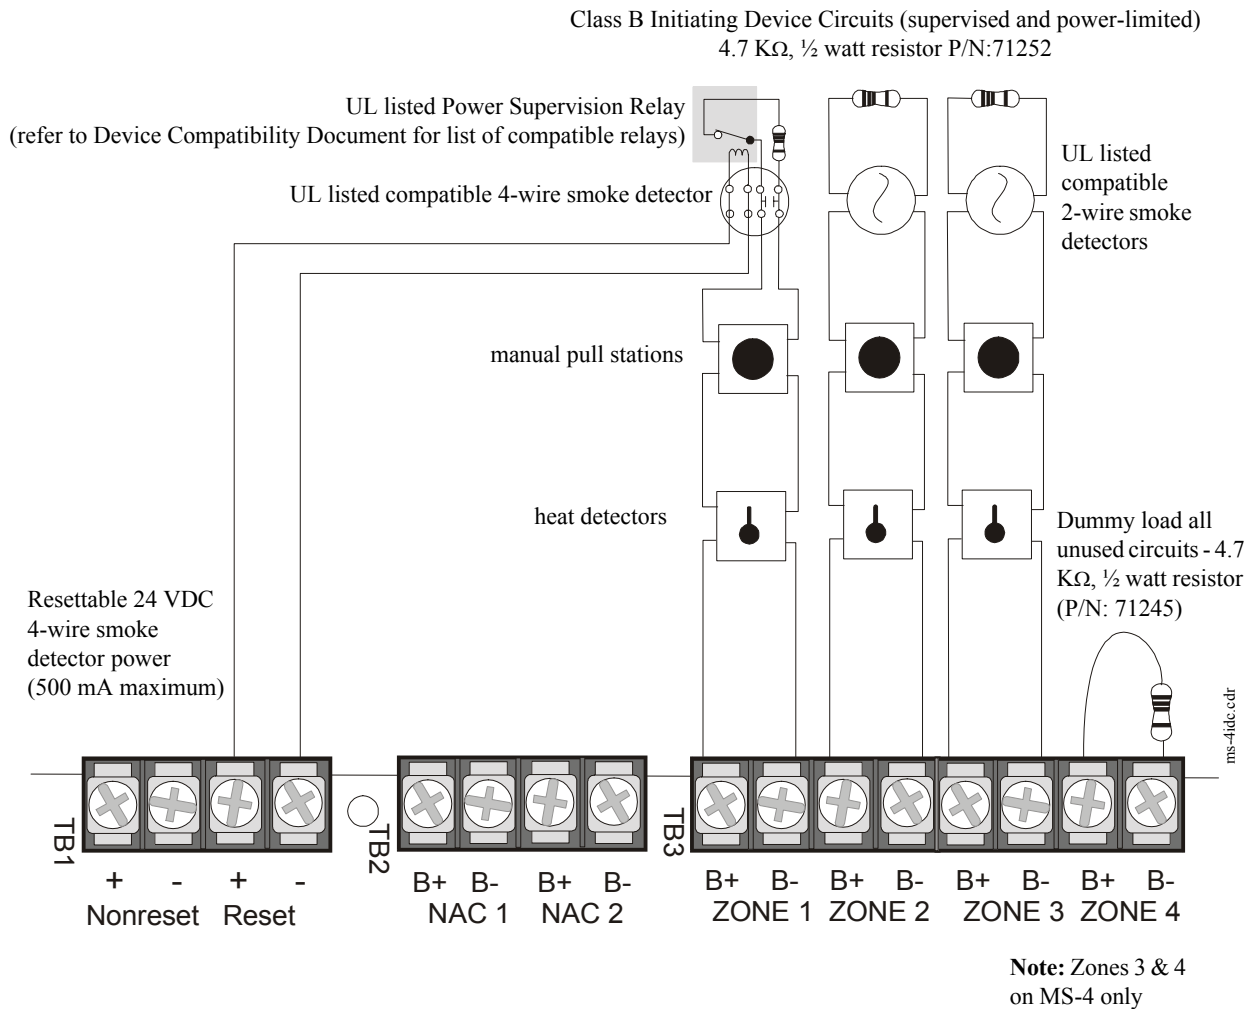 Class B Initiating Device Circuits (supervised and power-limited)
4.7 KΩ, ½ watt resistor P/N:71252
UL listed Power Supervision Relay
(refer to Device Compatibility Document for list of compatible relays)
UL listed compatible 4-wire smoke detector
UL listed
compatible
2-wire smoke
detectors
manual pull stations
heat detectors
Dummy load all
unused circuits - 4.7
KΩ, ½ watt resistor
(P/N: 71245)
Resettable 24 VDC
4-wire smoke
detector power
(500 mA maximum)
ms-4idc.cdr
TB1
TB2
TB3
+ - + -
Nonreset Reset
B+ B- B+ B-
NAC 1 NAC 2
B+ B- B+ B- B+ B- B+ B-
ZONE 1 ZONE 2 ZONE 3 ZONE 4
Note: Zones 3 & 4
on MS-4 only